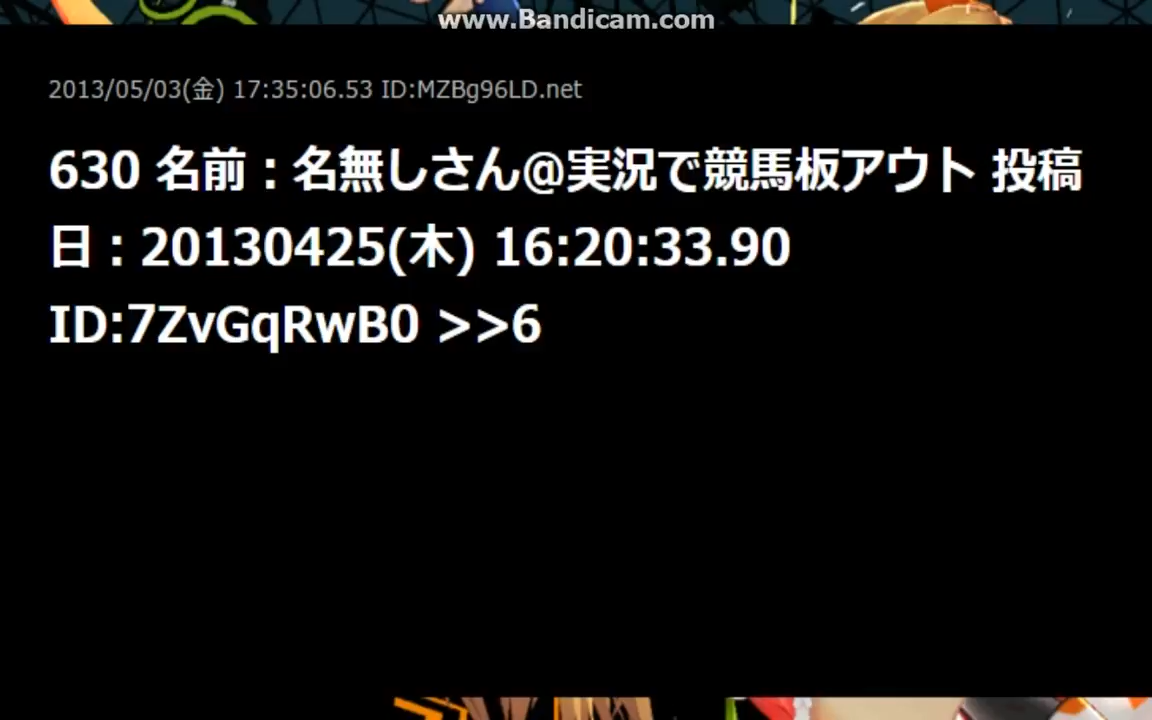 www.Bandicam.com
2013/05/03(金) 17:35:06.53 ID:MZBg96LD.net
630 名前：名無しさん@実況で競馬板アウト 投稿
日：20130425(木) 16:20:33.90
ID:7ZvGqRwB0 >>6